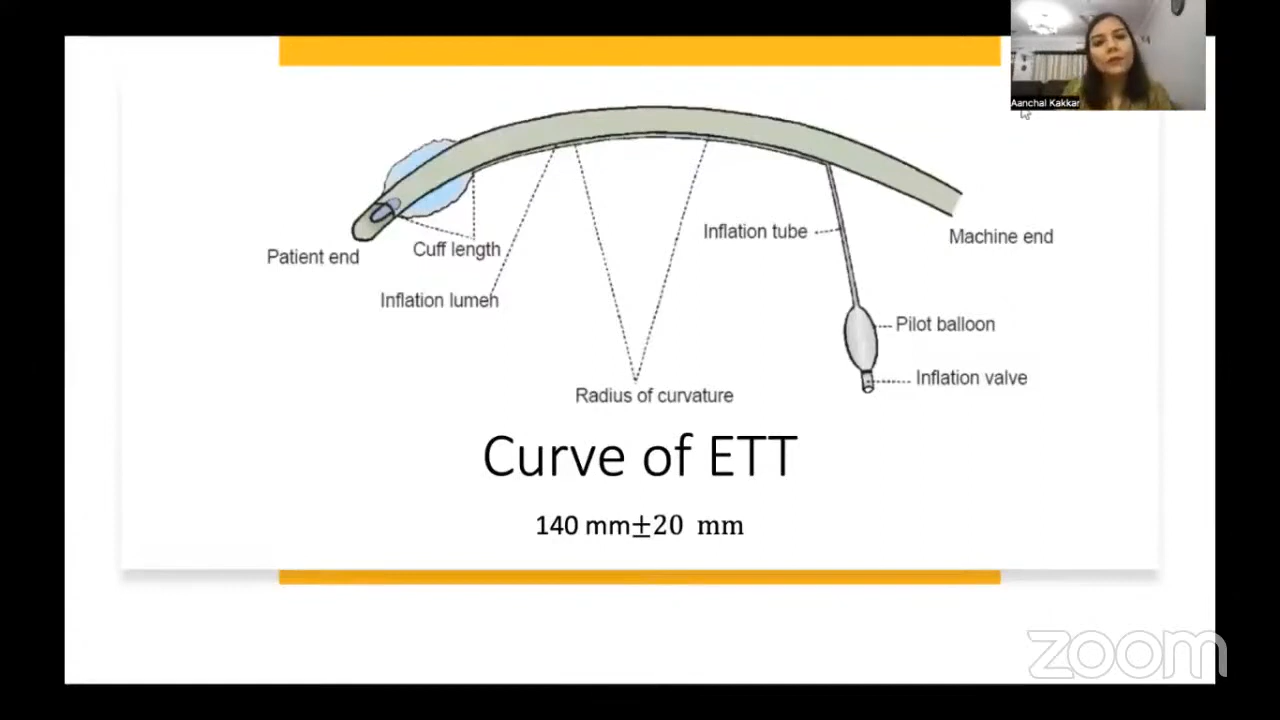 Aanchal Kakkar
Inflation tube
Machine end
Patient end
Cuff length
Inflation lumen
Pilot balloon
Inflation valve
Radius of curvature
Curve of ETT
140 mm±20 mm
zoom